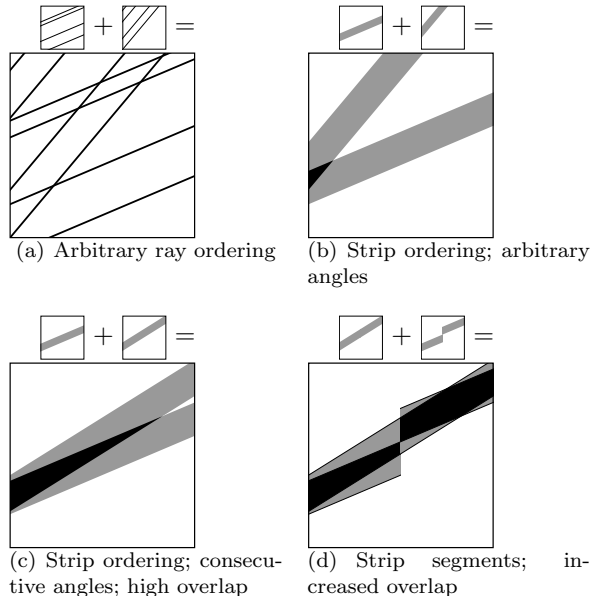 + =
+ =
(a) Arbitrary ray ordering
(b) Strip ordering; arbitrary
angles
+ =
+ =
(c) Strip ordering; consecu-
tive angles; high overlap
(d) Strip segments; in-
creased overlap